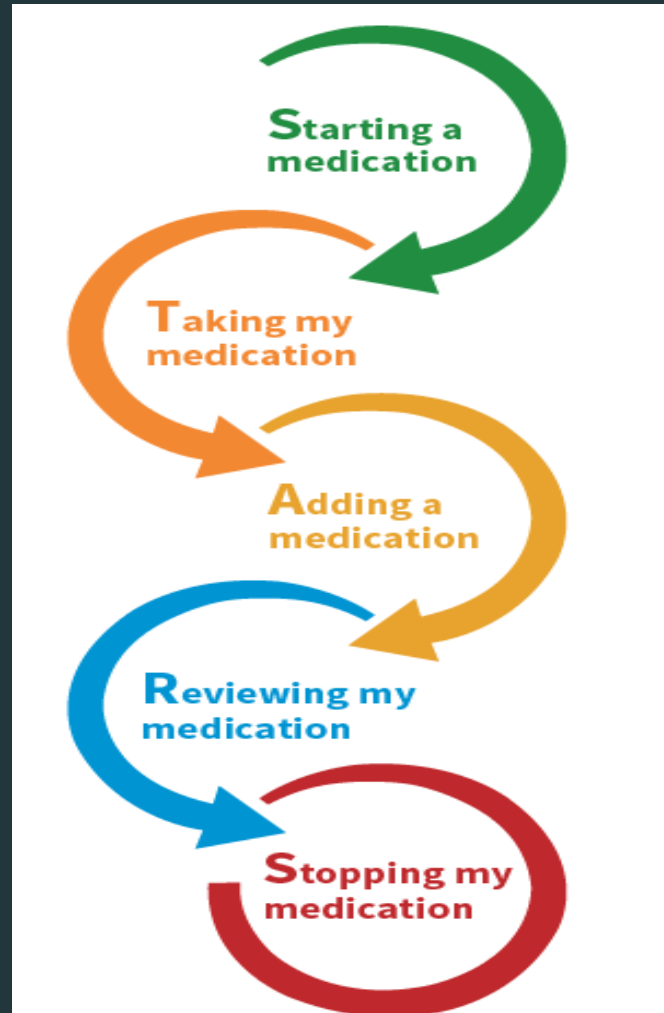 Starting a
medication
Taking my
medication
Adding a
medication
Reviewing my
medication
Stopping my
medication